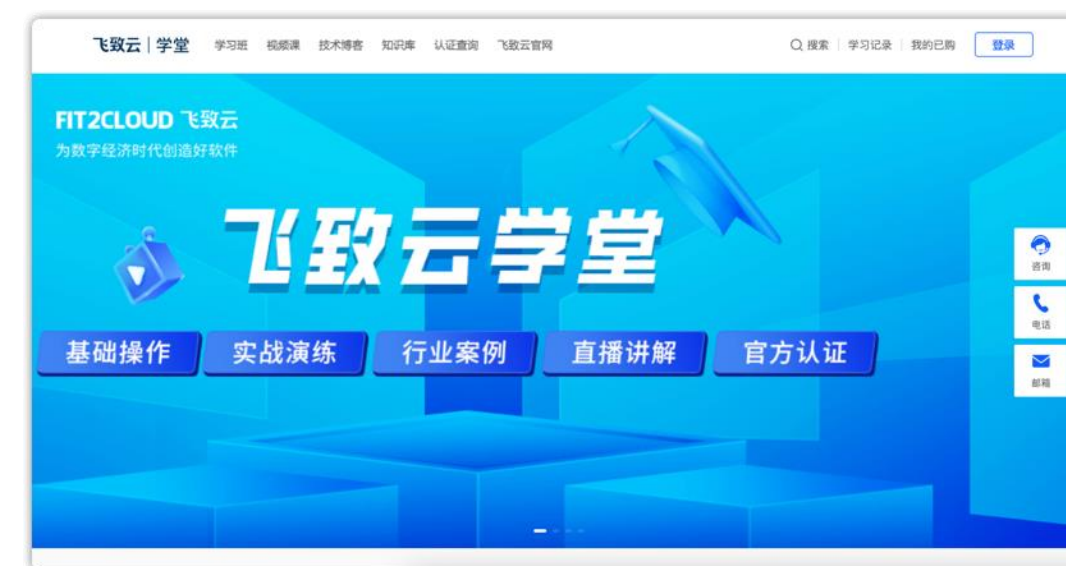 飞致云 | 学堂 学习班 视频课 技术博客 知识库 认证查询 飞致云官网 搜索 学习记录 我的已购 登录
FIT2CLOUD 飞致云
为数字经济时代创造好软件
飞致云学堂
基础操作 实战演练 行业案例 直播讲解 官方认证
咨询
电话
邮箱